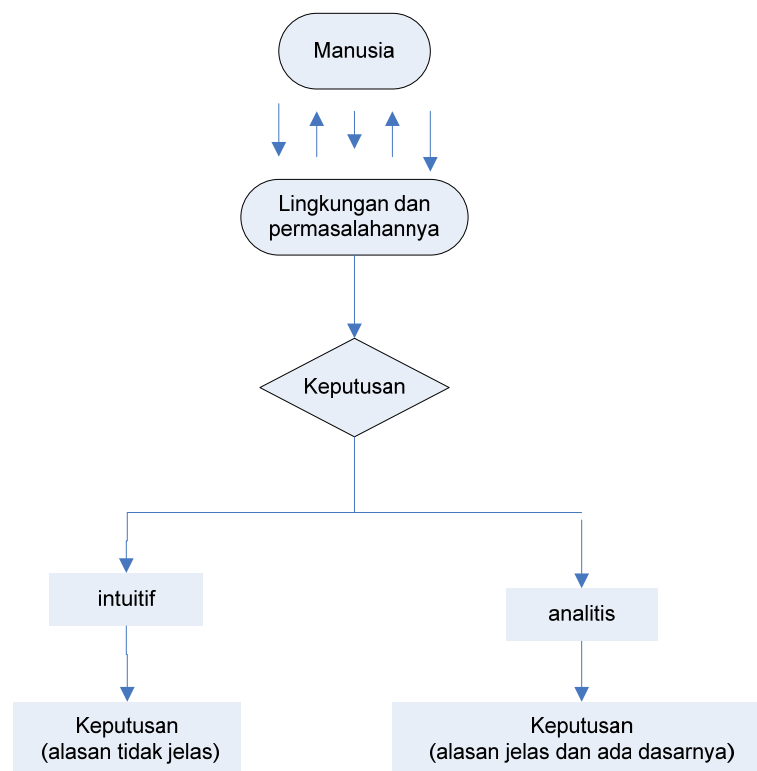 Manusia
Lingkungan dan
permasalahannya
Keputusan
intuitif
analitis
Keputusan
(alasan tidak jelas)
Keputusan
(alasan jelas dan ada dasarnya)